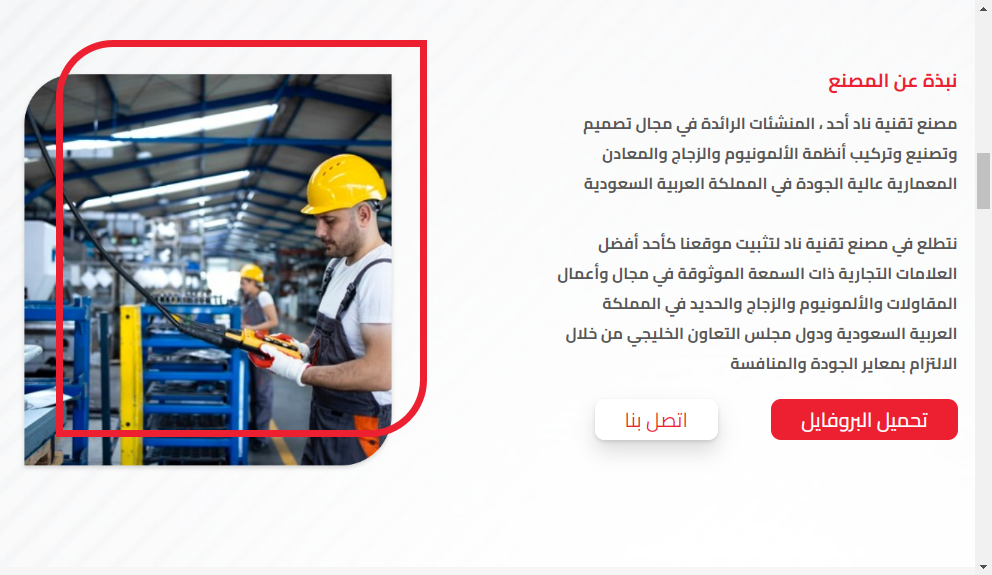 نبذة عن المصنع
مصنع تقنية ناد أحد ، المنشئات الرائدة في مجال تصميم
وتصنيع وتركيب أنظمة الألمونيوم والزجاج والمعادن
المعمارية عالية الجودة في المملكة العربية السعودية
نتطلع في مصنع تقنية ناد لتثبيت موقعنا كأحد أفضل
العلامات التجارية ذات السمعة الموثوقة في مجال وأعمال
المقاولات والألمونيوم والزجاج والحديد في المملكة
العربية السعودية ودول مجلس التعاون الخليجي من خلال
الالتزام بمعاير الجودة والمنافسة
تحميل البروفايل
اتصل بنا